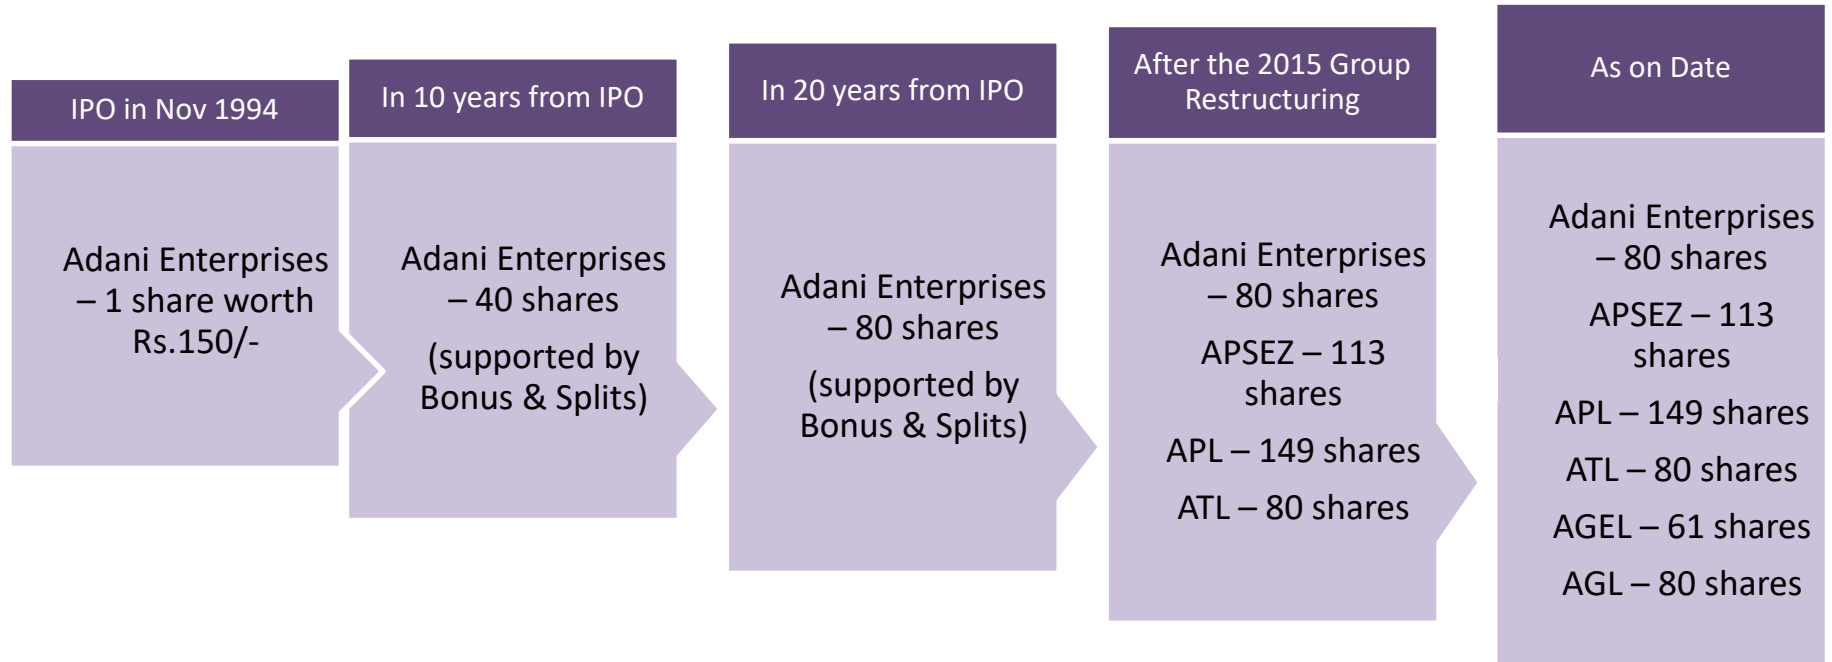 IPO in Nov 1994
Adani Enterprises
– 1 share worth
Rs.150/-
In 10 years from IPO
Adani Enterprises
– 40 shares
(supported by
Bonus & Splits)
In 20 years from IPO
Adani Enterprises
– 80 shares
(supported by
Bonus & Splits)
After the 2015 Group
Restructuring
Adani Enterprises
– 80 shares
APSEZ – 113
shares
APL – 149 shares
ATL – 80 shares
As on Date
Adani Enterprises
– 80 shares
APSEZ – 113
shares
APL – 149 shares
ATL – 80 shares
AGEL – 61 shares
AGL – 80 shares